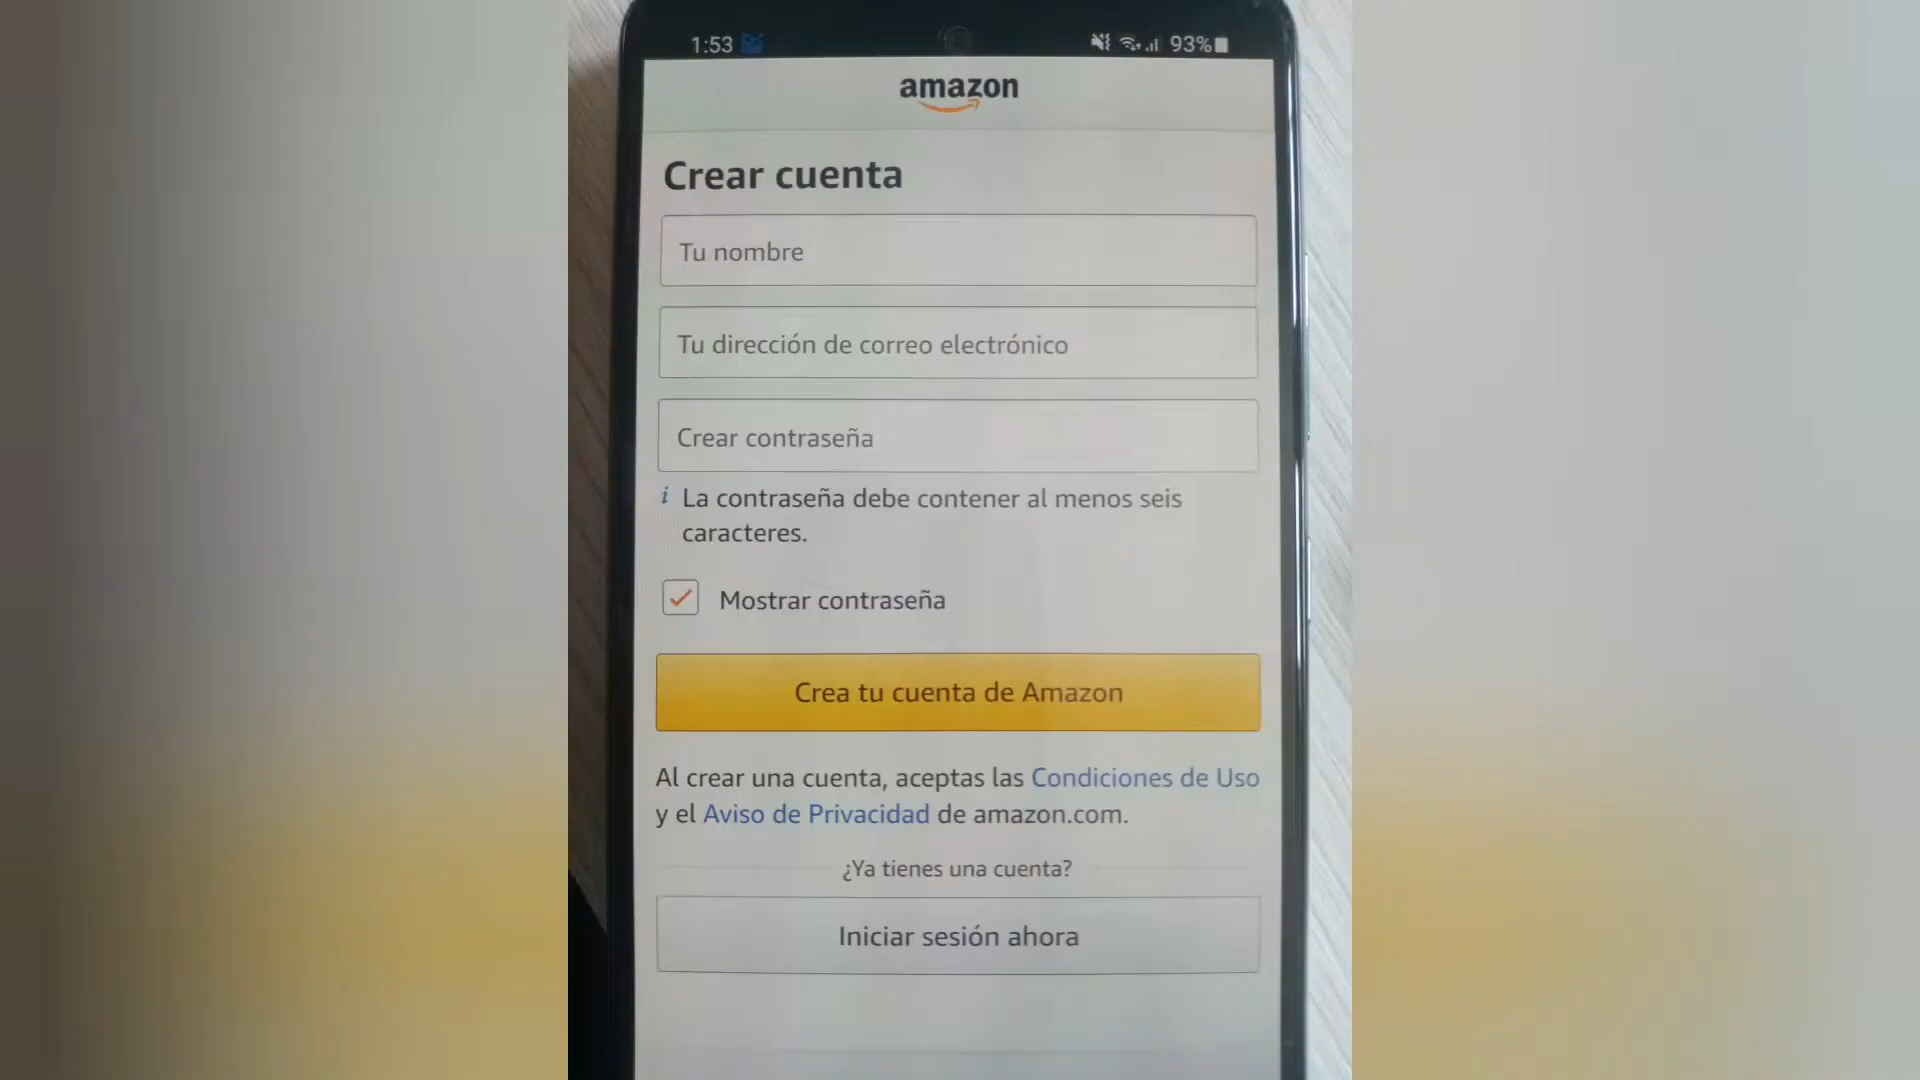 1:53 93%
amazon
Crear cuenta
Tu nombre
Tu dirección de correo electrónico
Crear contraseña
i La contraseña debe contener al menos seis
caracteres.
Mostrar contraseña
Crea tu cuenta de Amazon
Al crear una cuenta, aceptas las Condiciones de Uso
y el Aviso de Privacidad de amazon.com.
¿Ya tienes una cuenta?
Iniciar sesión ahora